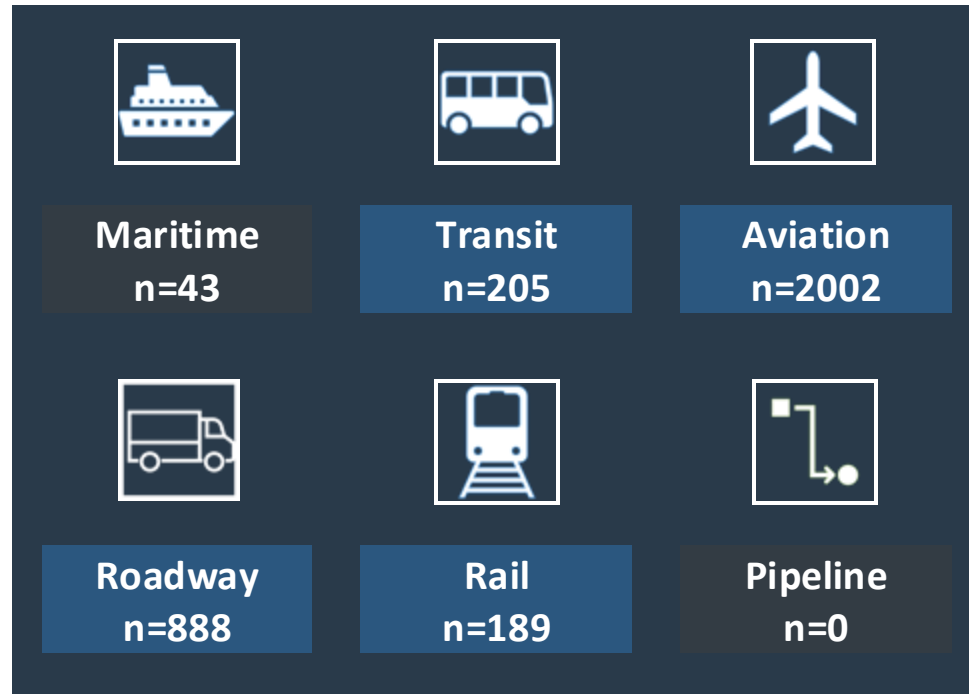 Maritime
n=43
Transit
n=205
Aviation
n=2002
Roadway
n=888
Rail
n=189
Pipeline
n=0